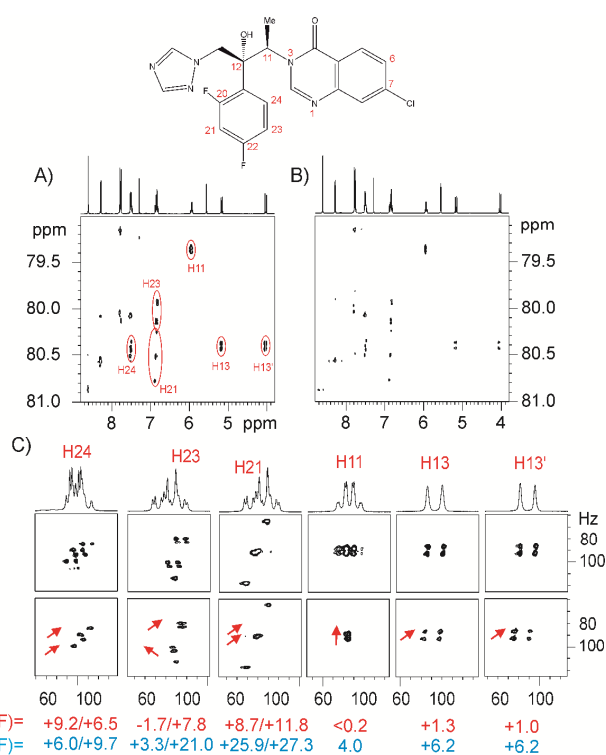 Me
OH
O
N
N
N
12
11
N 3
6
7
Cl
N
1
F 20
24
21
23
22
F
A)
B)
ppm
79.5
80.0
80.5
81.0
H11
H23
H24
H21
H13
H13'
8 7 6 5 ppm 4
ppm
79.5
80.0
80.5
81.0
8 7 6 5 4
C)
H24 H23 H21 H11 H13 H13'
Hz
80
100
Hz
80
100
60 100 60 100 60 100 60 100 60 100 60 100
F)= +9.2/+6.5 -1.7/+7.8 +8.7/+11.8 <0.2 +1.3 +1.0
F)= +6.0/+9.7 +3.3/+21.0 +25.9/+27.3 4.0 +6.2 +6.2